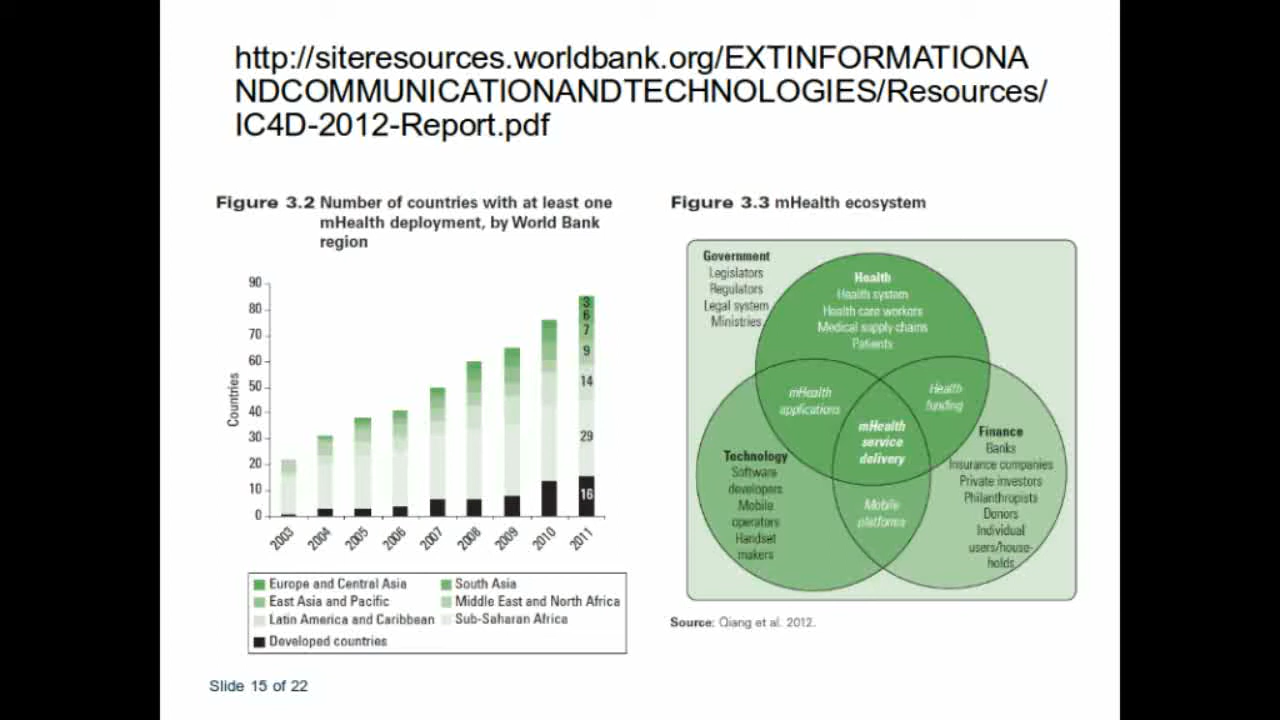 http://siteresources.worldbank.org/EXTINFORMATIONA
NDCOMMUNICATIONANDTECHNOLOGIES/Resources/
IC4D-2012-Report.pdf
Figure 3.2 Number of countries with at least one
mHealth deployment, by World Bank
region
Countries
90
80
70
60
50
40
30
20
10
0
3
6
7
9
14
29
16
2003
2004
2005
2006
2007
2008
2009
2010
2011
Europe and Central Asia
South Asia
East Asia and Pacific
Middle East and North Africa
Latin America and Caribbean
Sub-Saharan Africa
Developed countries
Figure 3.3 mHealth ecosystem
Government
Legislators
Regulators
Legal system
Ministries
Health
Health system
Health care workers
Medical supply chains
Patients
mHealth
applications
Health
funding
mHealth
service
delivery
Technology
Software
developers
Mobile
operators
Handset
makers
Mobile
platforms
Finance
Banks
Insurance companies
Private investors
Philanthropists
Donors
Individual
users/house-
holds
Source: Qiang et al. 2012.
Slide 15 of 22